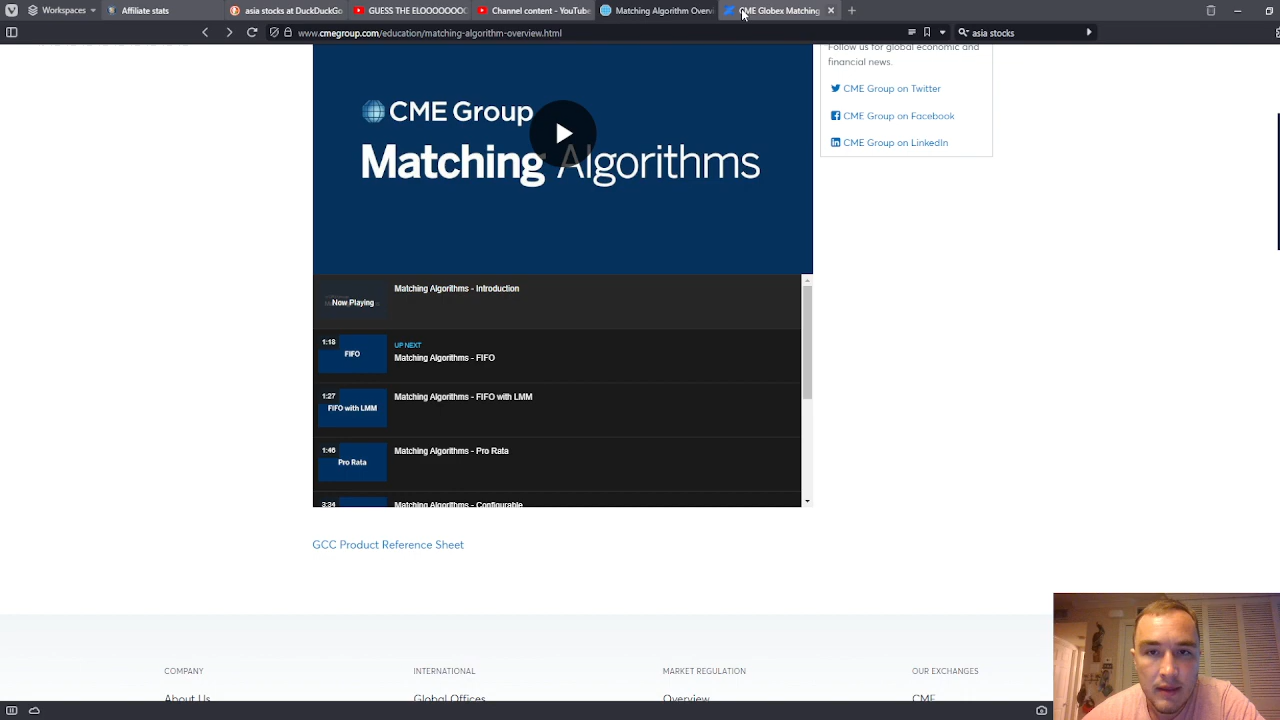 Workspaces
Affiliate stats
asia stocks at DuckDuckG
GUESS THE ELOOOOOOOO
Channel content - YouTube
Matching Algorithm Overvi
CME Globex Matching
www.cmegroup.com/education/matching-algorithm-overview.html
asia stocks
Follow us for global economic and
financial news.
CME Group on Twitter
CME Group on Facebook
CME Group on LinkedIn
CME Group
Matching Algorithms
Now Playing
Matching Algorithms - Introduction
1:18
FIFO
UP NEXT
Matching Algorithms - FIFO
1:27
FIFO with LMM
Matching Algorithms - FIFO with LMM
1:46
Pro Rata
Matching Algorithms - Pro Rata
3:34
Matching Algorithms - Configurable
GCC Product Reference Sheet
COMPANY
INTERNATIONAL
MARKET REGULATION
OUR EXCHANGES
About Us
Global Offices
Overview
CME